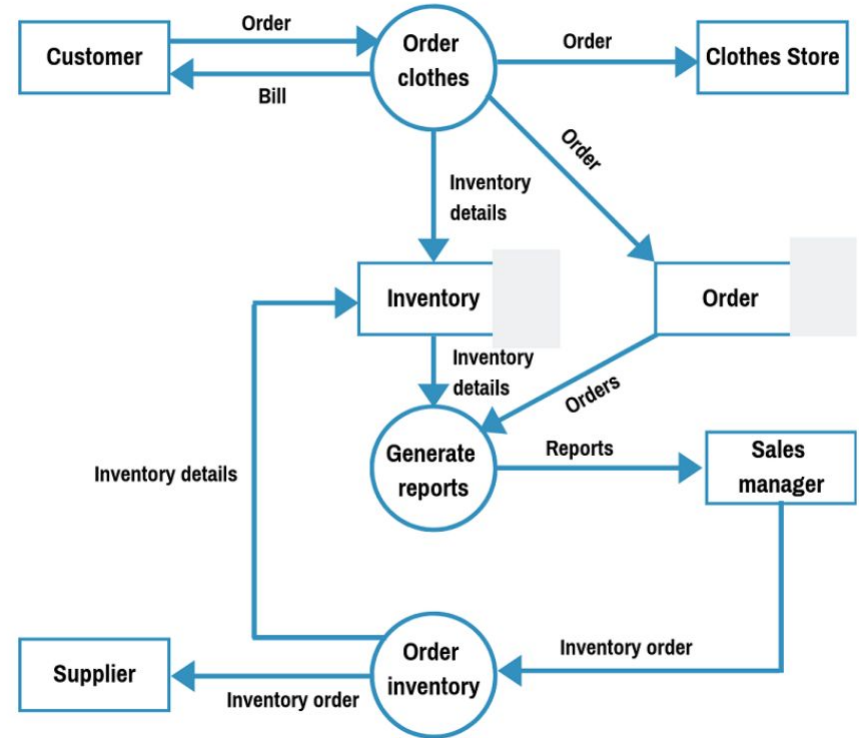 Order
Customer
Order
clothes
Order
Clothes Store
Bill
Order
Inventory
details
Inventory
Order
Inventory
details
Orders
Generate
reports
Reports
Sales
manager
Inventory details
Order
inventory
Inventory order
Supplier
Inventory order